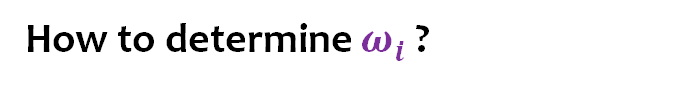 How to determine ωᵢ ?